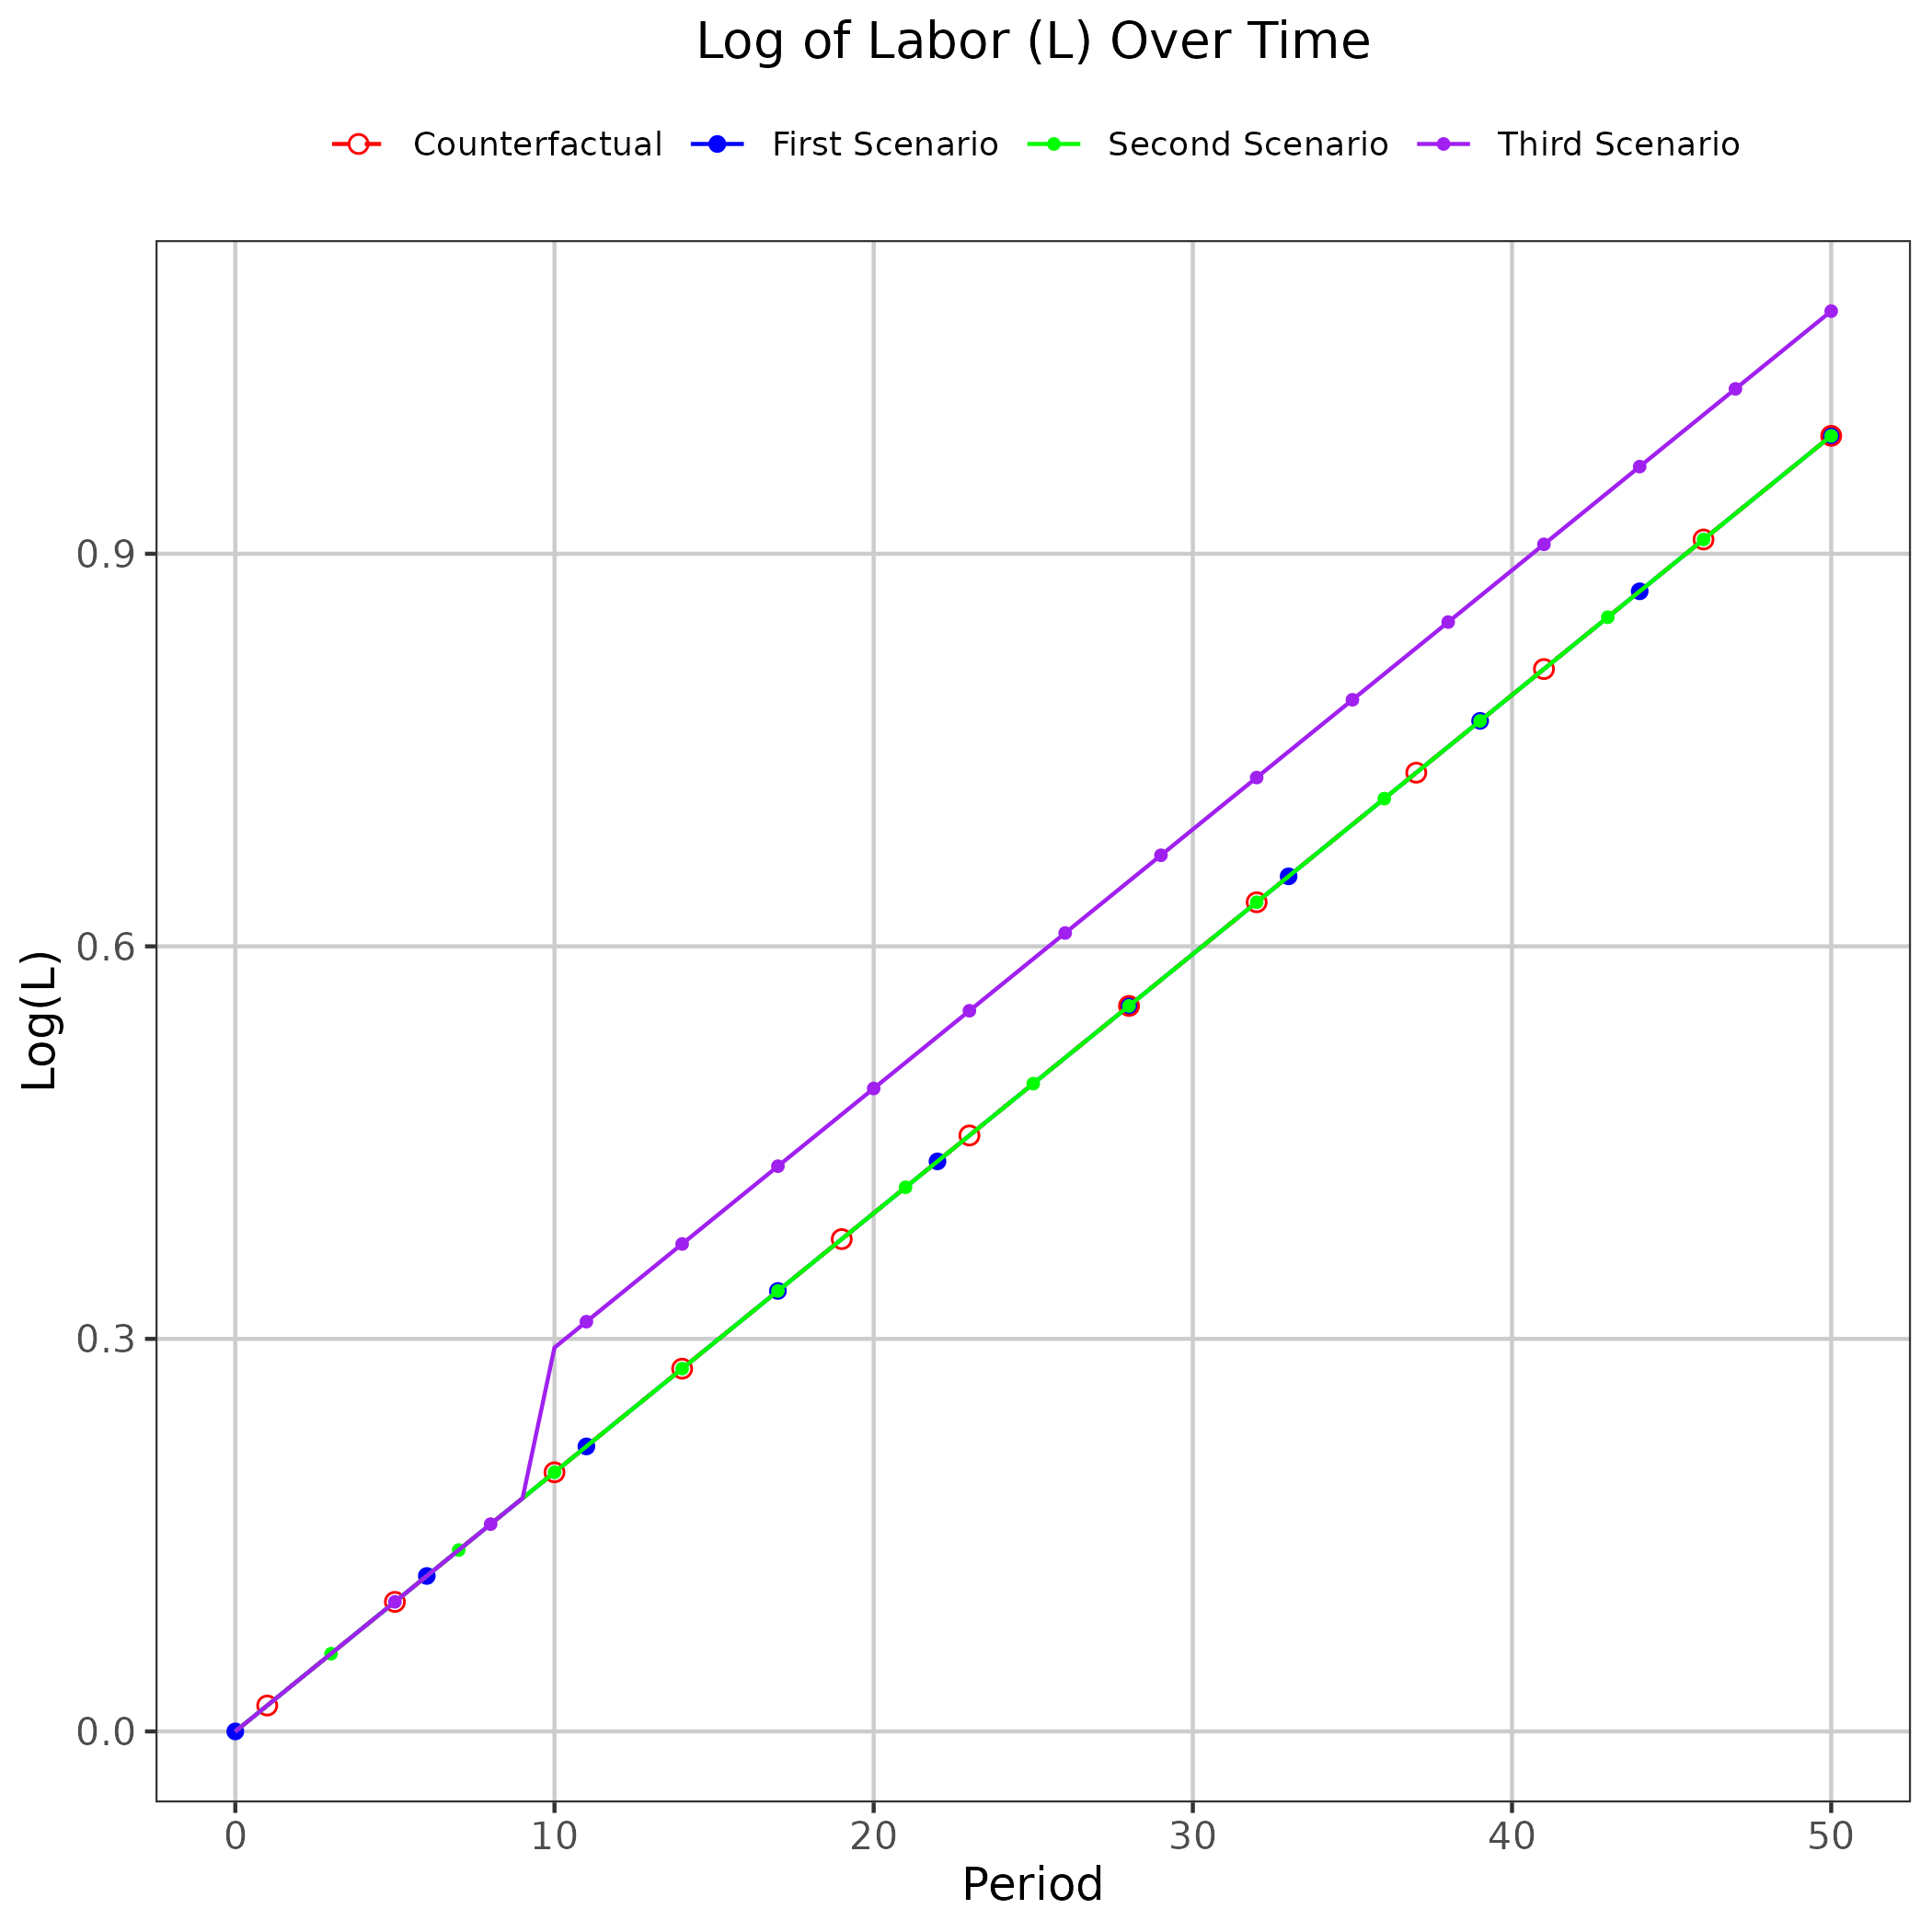 Log of Labor (L) Over Time
Counterfactual First Scenario Second Scenario Third Scenario
0.9
0.6
0.3
0.0
Log(L)
0 10 20 30 40 50
Period